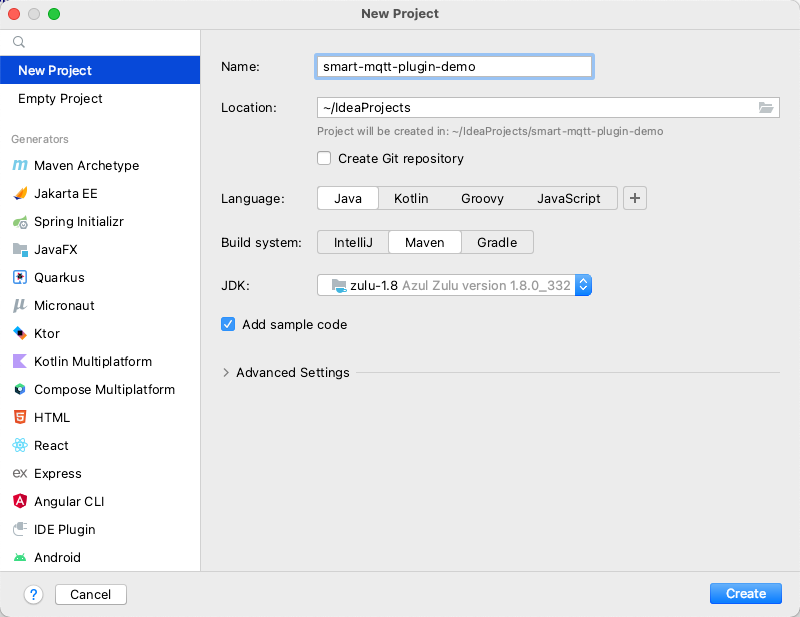 New Project
New Project
Empty Project
Generators
m Maven Archetype
Jakarta EE
Spring Initializr
JavaFX
Quarkus
μ Micronaut
Ktor
Kotlin Multiplatform
Compose Multiplatform
5 HTML
React
ex Express
A Angular CLI
IDE Plugin
Android
Name: smart-mqtt-plugin-demo
Location: ~/IdeaProjects
Project will be created in: ~/IdeaProjects/smart-mqtt-plugin-demo
Create Git repository
Language: Java Kotlin Groovy JavaScript +
Build system: IntelliJ Maven Gradle
JDK: zulu-1.8 Azul Zulu version 1.8.0_332
Add sample code
Advanced Settings
? Cancel Create